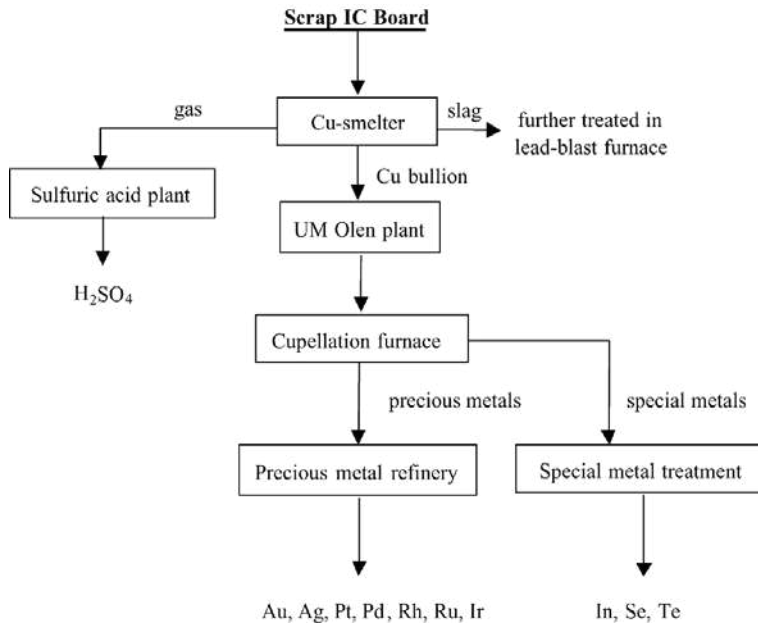 Scrap IC Board
gas
Cu-smelter
slag
further treated in
lead-blast furnace
Sulfuric acid plant
Cu bullion
UM Olen plant
H₂SO₄
Cupellation furnace
precious metals
special metals
Precious metal refinery
Special metal treatment
Au, Ag, Pt, Pd, Rh, Ru, Ir
In, Se, Te